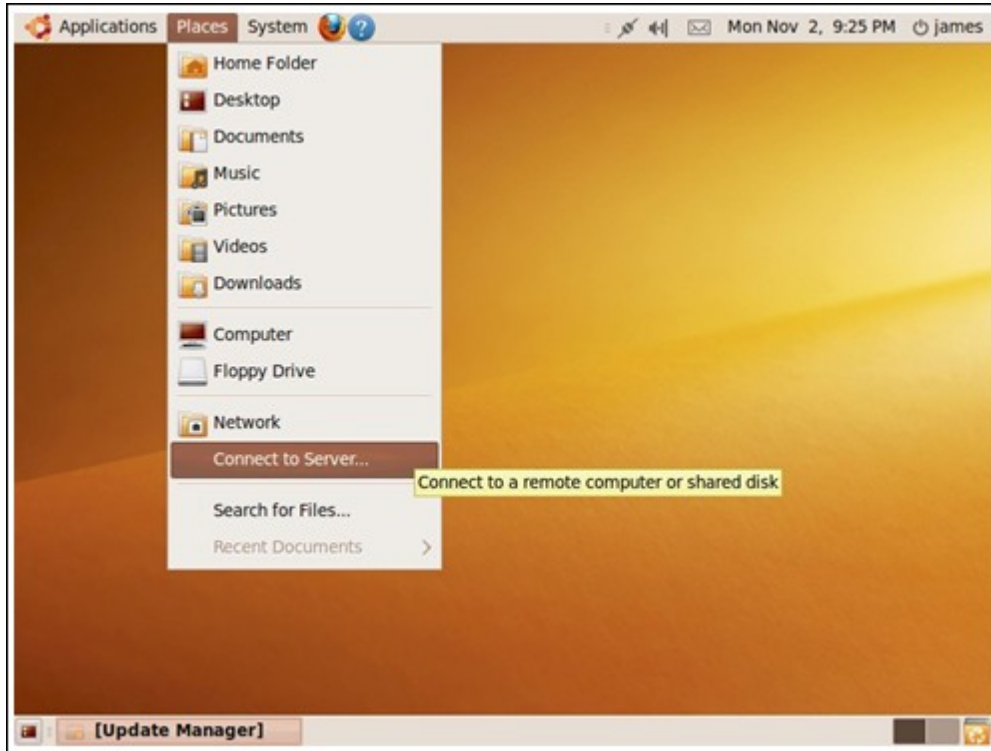 Applications Places System ? Mon Nov 2, 9:25 PM james
Home Folder
Desktop
Documents
Music
Pictures
Videos
Downloads
Computer
Floppy Drive
Network
Connect to Server...
Connect to a remote computer or shared disk
Search for Files...
Recent Documents
[Update Manager]